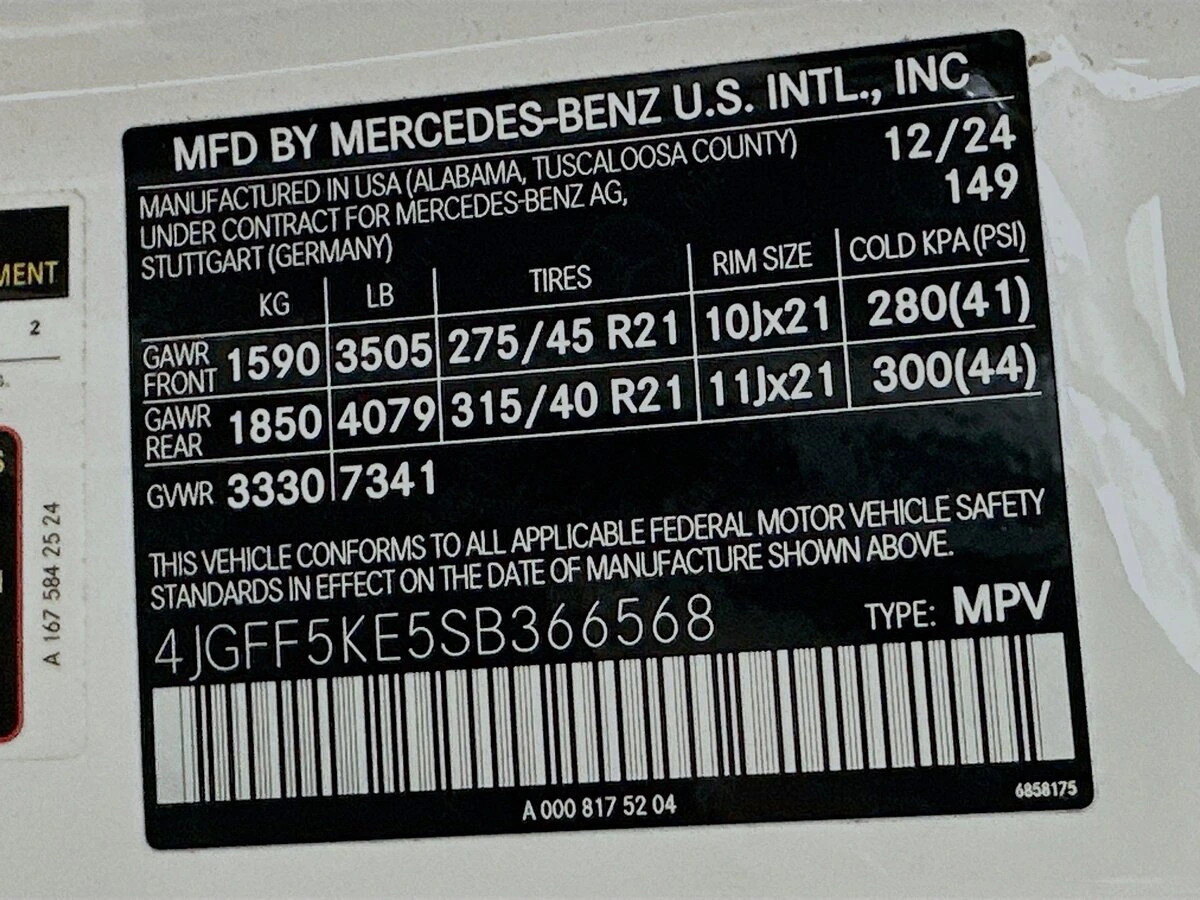 MFD BY MERCEDES-BENZ U.S. INTL., INC
MANUFACTURED IN USA (ALABAMA, TUSCALOOSA COUNTY) 12/24
UNDER CONTRACT FOR MERCEDES-BENZ AG, 149
STUTTGART (GERMANY)
KG LB TIRES RIM SIZE COLD KPA (PSI)
GAWR FRONT 1590 3505 275/45 R21 10Jx21 280(41)
GAWR REAR 1850 4079 315/40 R21 11Jx21 300(44)
GVWR 3330 7341
THIS VEHICLE CONFORMS TO ALL APPLICABLE FEDERAL MOTOR VEHICLE SAFETY
STANDARDS IN EFFECT ON THE DATE OF MANUFACTURE SHOWN ABOVE.
4JGFF5KE5SB366568 TYPE: MPV
A 000 817 52 04 6858175
MENT
2
A 167 584 25 24